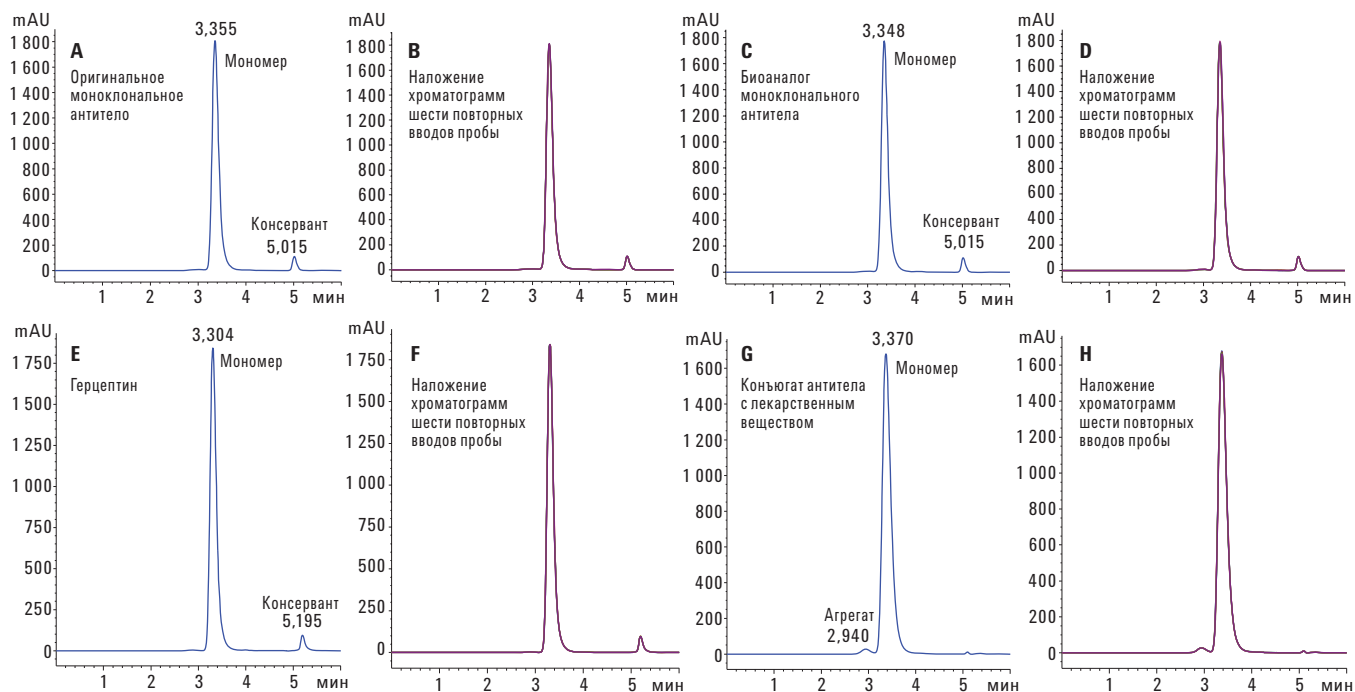 mAU
3,355
1 800
1 600
1 400
1 200
1 000
800
600
400
200
0
A
Оригинальное
моноклональное
антитело
Мономер
Консервант
5,015
1 2 3 4 5 мин
mAU
1 800
1 600
1 400
1 200
1 000
800
600
400
200
0
B
Наложение
хроматограмм
шести повторных
вводов пробы
1 2 3 4 5 мин
mAU
3,348
1 800
1 600
1 400
1 200
1 000
800
600
400
200
0
C
Биоаналог
моноклонального
антитела
Мономер
Консервант
5,015
1 2 3 4 5 мин
mAU
1 800
1 600
1 400
1 200
1 000
800
600
400
200
0
D
Наложение
хроматограмм
шести повторных
вводов пробы
1 2 3 4 5 мин
mAU
3,304
1 750
1 500
1 250
1 000
750
500
250
0
E
Герцептин
Мономер
Консервант
5,195
1 2 3 4 5 мин
mAU
1 750
1 500
1 250
1 000
750
500
250
0
F
Наложение
хроматограмм
шести повторных
вводов пробы
1 2 3 4 5 мин
mAU
3,370
1 600
1 400
1 200
1 000
800
600
400
200
0
G
Конъюгат антитела
с лекарственным
веществом
Мономер
Агрегат
2,940
1 2 3 4 5 мин
mAU
1 600
1 400
1 200
1 000
800
600
400
200
0
H
Наложение
хроматограмм
шести повторных
вводов пробы
1 2 3 4 5 мин